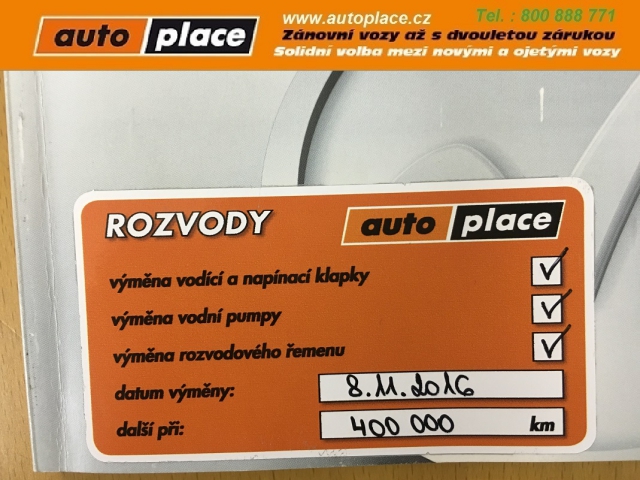 auto place
www.autoplace.cz
Tel. : 800 888 771
Zánovní vozy až s dvouletou zárukou
Solidní volba mezi novými a ojetými vozy
ROZVODY
auto place
výměna vodící a napínací klapky
výměna vodní pumpy
výměna rozvodového řemenu
datum výměny: 8.11.2016
další při: 400 000 km